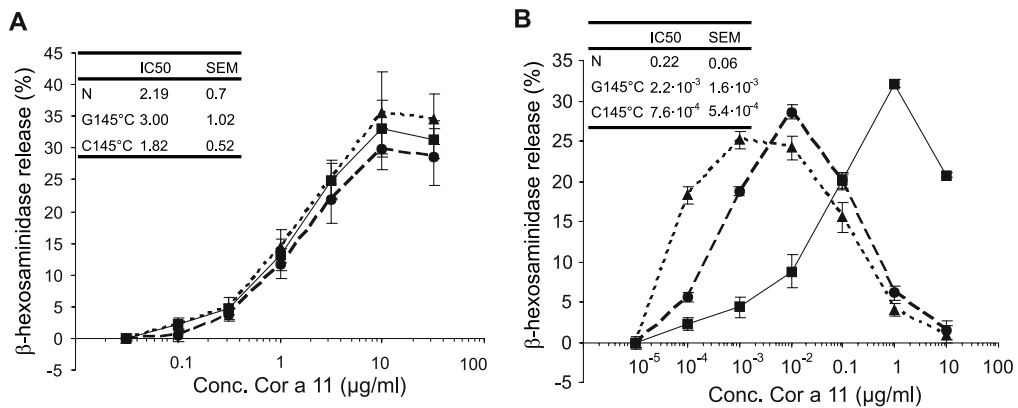 A
IC50 SEM
N 2.19 0.7
G145°C 3.00 1.02
C145°C 1.82 0.52
β-hexosaminidase release (%)
45
40
35
30
25
20
15
10
5
0
-5
0.1 1 10 100
Conc. Cor a 11 (µg/ml)
B
IC50 SEM
N 0.22 0.06
G145°C 2.2·10⁻³ 1.6·10⁻³
C145°C 7.6·10⁻⁴ 5.4·10⁻⁴
β-hexosaminidase release (%)
35
30
25
20
15
10
5
0
−5
10⁻⁵ 10⁻⁴ 10⁻³ 10⁻² 0.1 1 10 100
Conc. Cor a 11 (µg/ml)